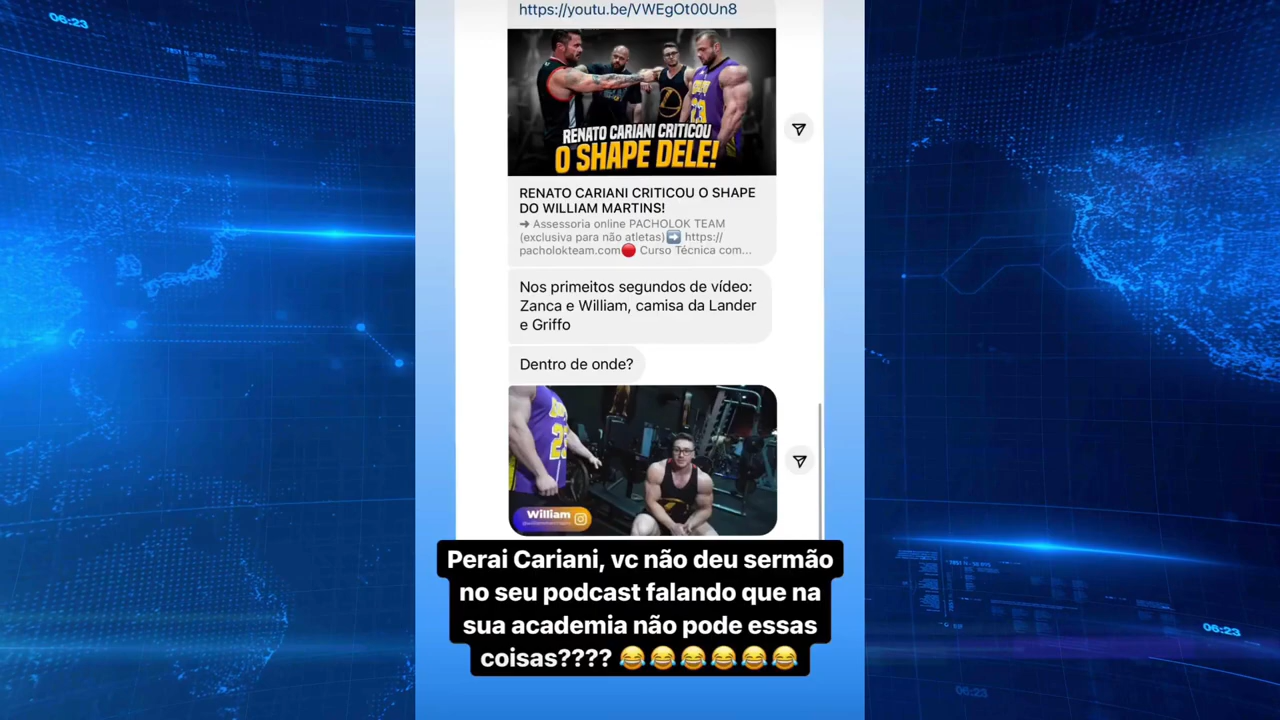 06:23
https://youtu.be/VWEgOt00Un8
RENATO CARIANI CRITICOU
O SHAPE DELE!
RENATO CARIANI CRITICOU O SHAPE
DO WILLIAM MARTINS!
➜ Assessoria online PACHOLOK TEAM
(exclusiva para não atletas)➡️ https://
pacholokteam.com🔴 Curso Técnica com...
Nos primeitos segundos de vídeo:
Zanca e William, camisa da Lander
e Griffo
Dentro de onde?
23
William
Perai Cariani, vc não deu sermão
no seu podcast falando que na
sua academia não pode essas
coisas???? 😂😂😂😂😂😂
06:23
06:23